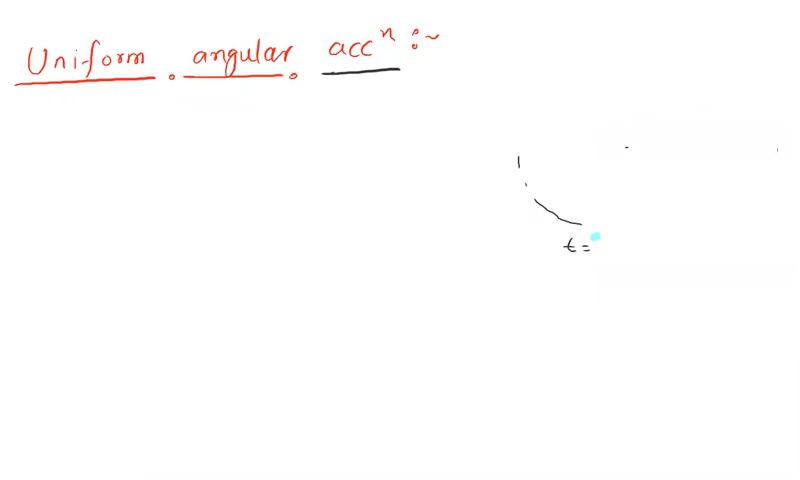 Uniform angular accⁿ :~
t =